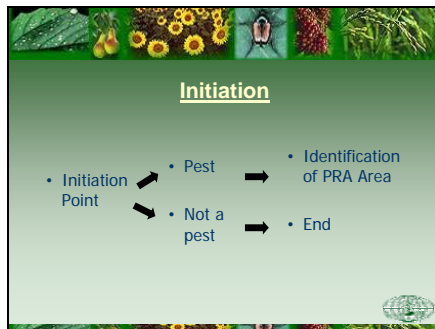 Initiation
• Initiation
Point
• Pest
• Not a
pest
• Identification
of PRA Area
• End